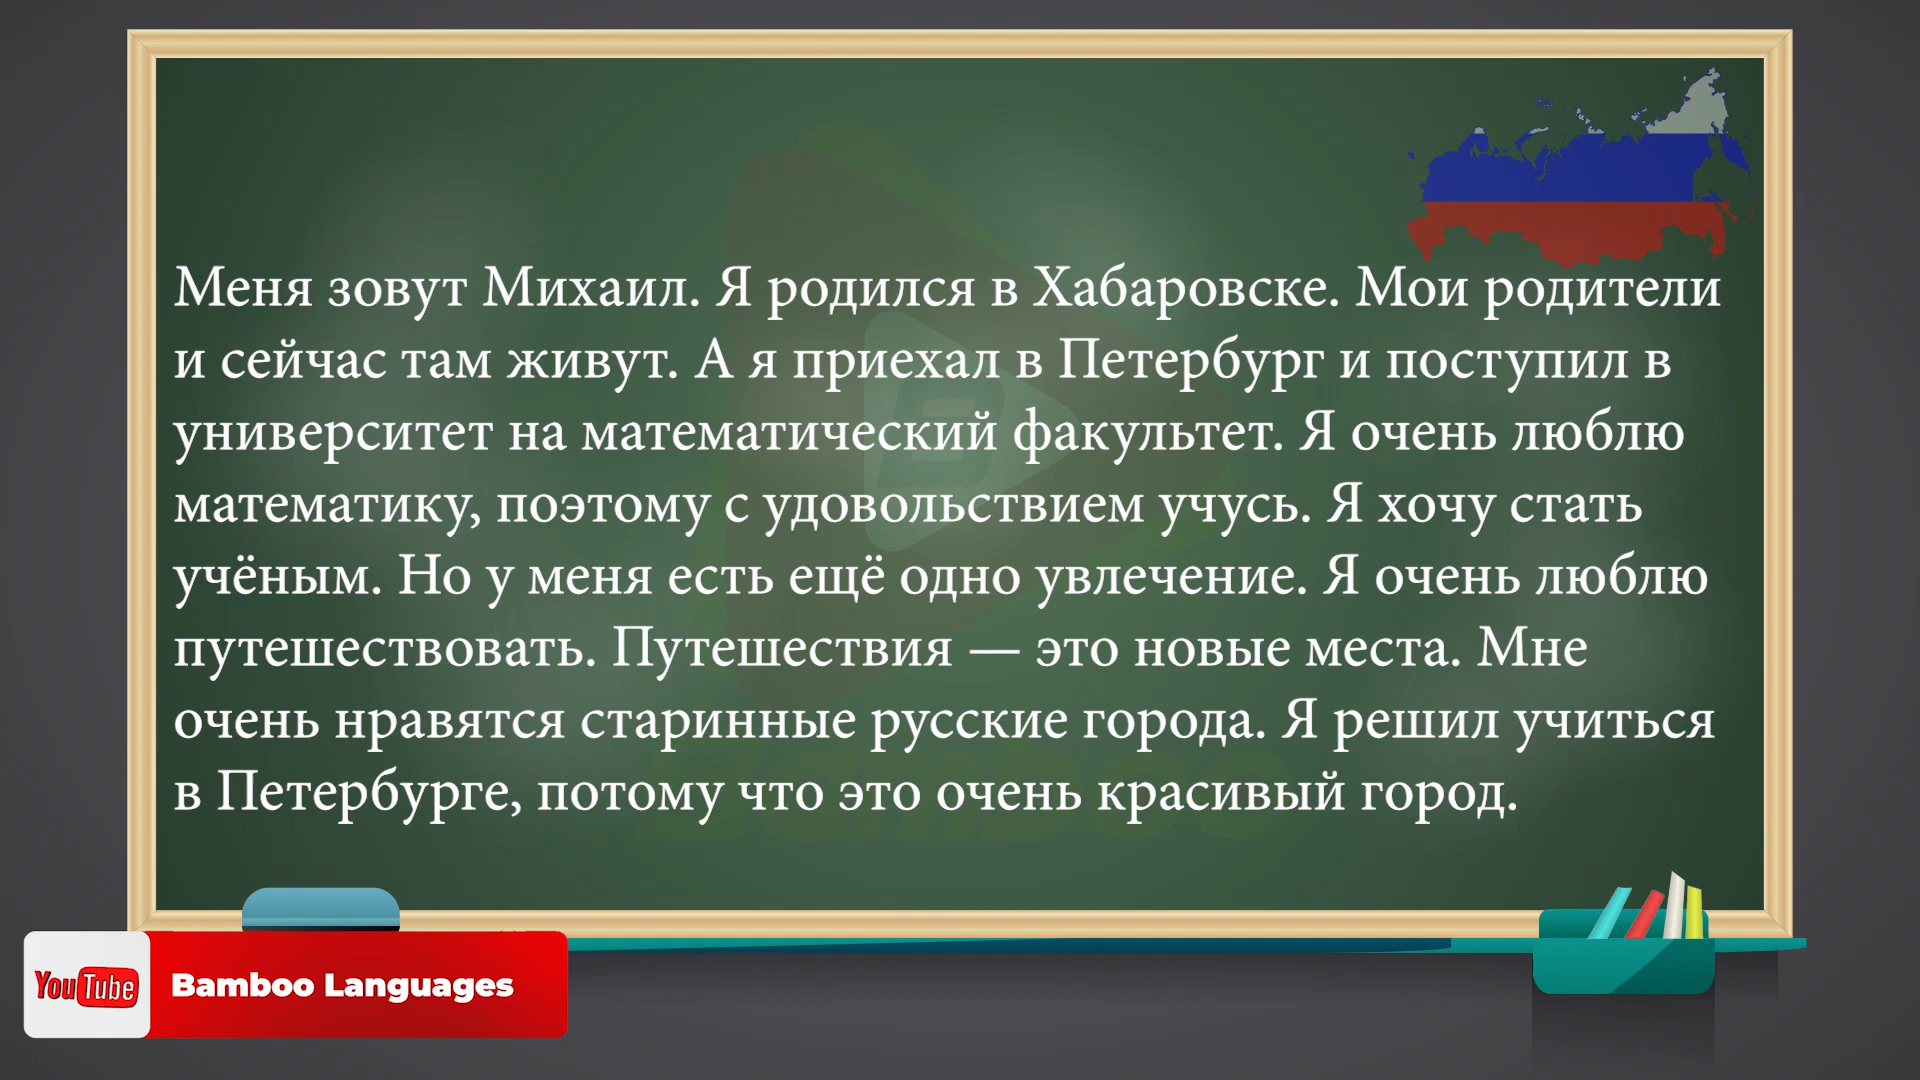 Меня зовут Михаил. Я родился в Хабаровске. Мои родители
и сейчас там живут. А я приехал в Петербург и поступил в
университет на математический факультет. Я очень люблю
математику, поэтому с удовольствием учусь. Я хочу стать
учёным. Но у меня есть ещё одно увлечение. Я очень люблю
путешествовать. Путешествия — это новые места. Мне
очень нравятся старинные русские города. Я решил учиться
в Петербурге, потому что это очень красивый город.
YouTube
Bamboo Languages